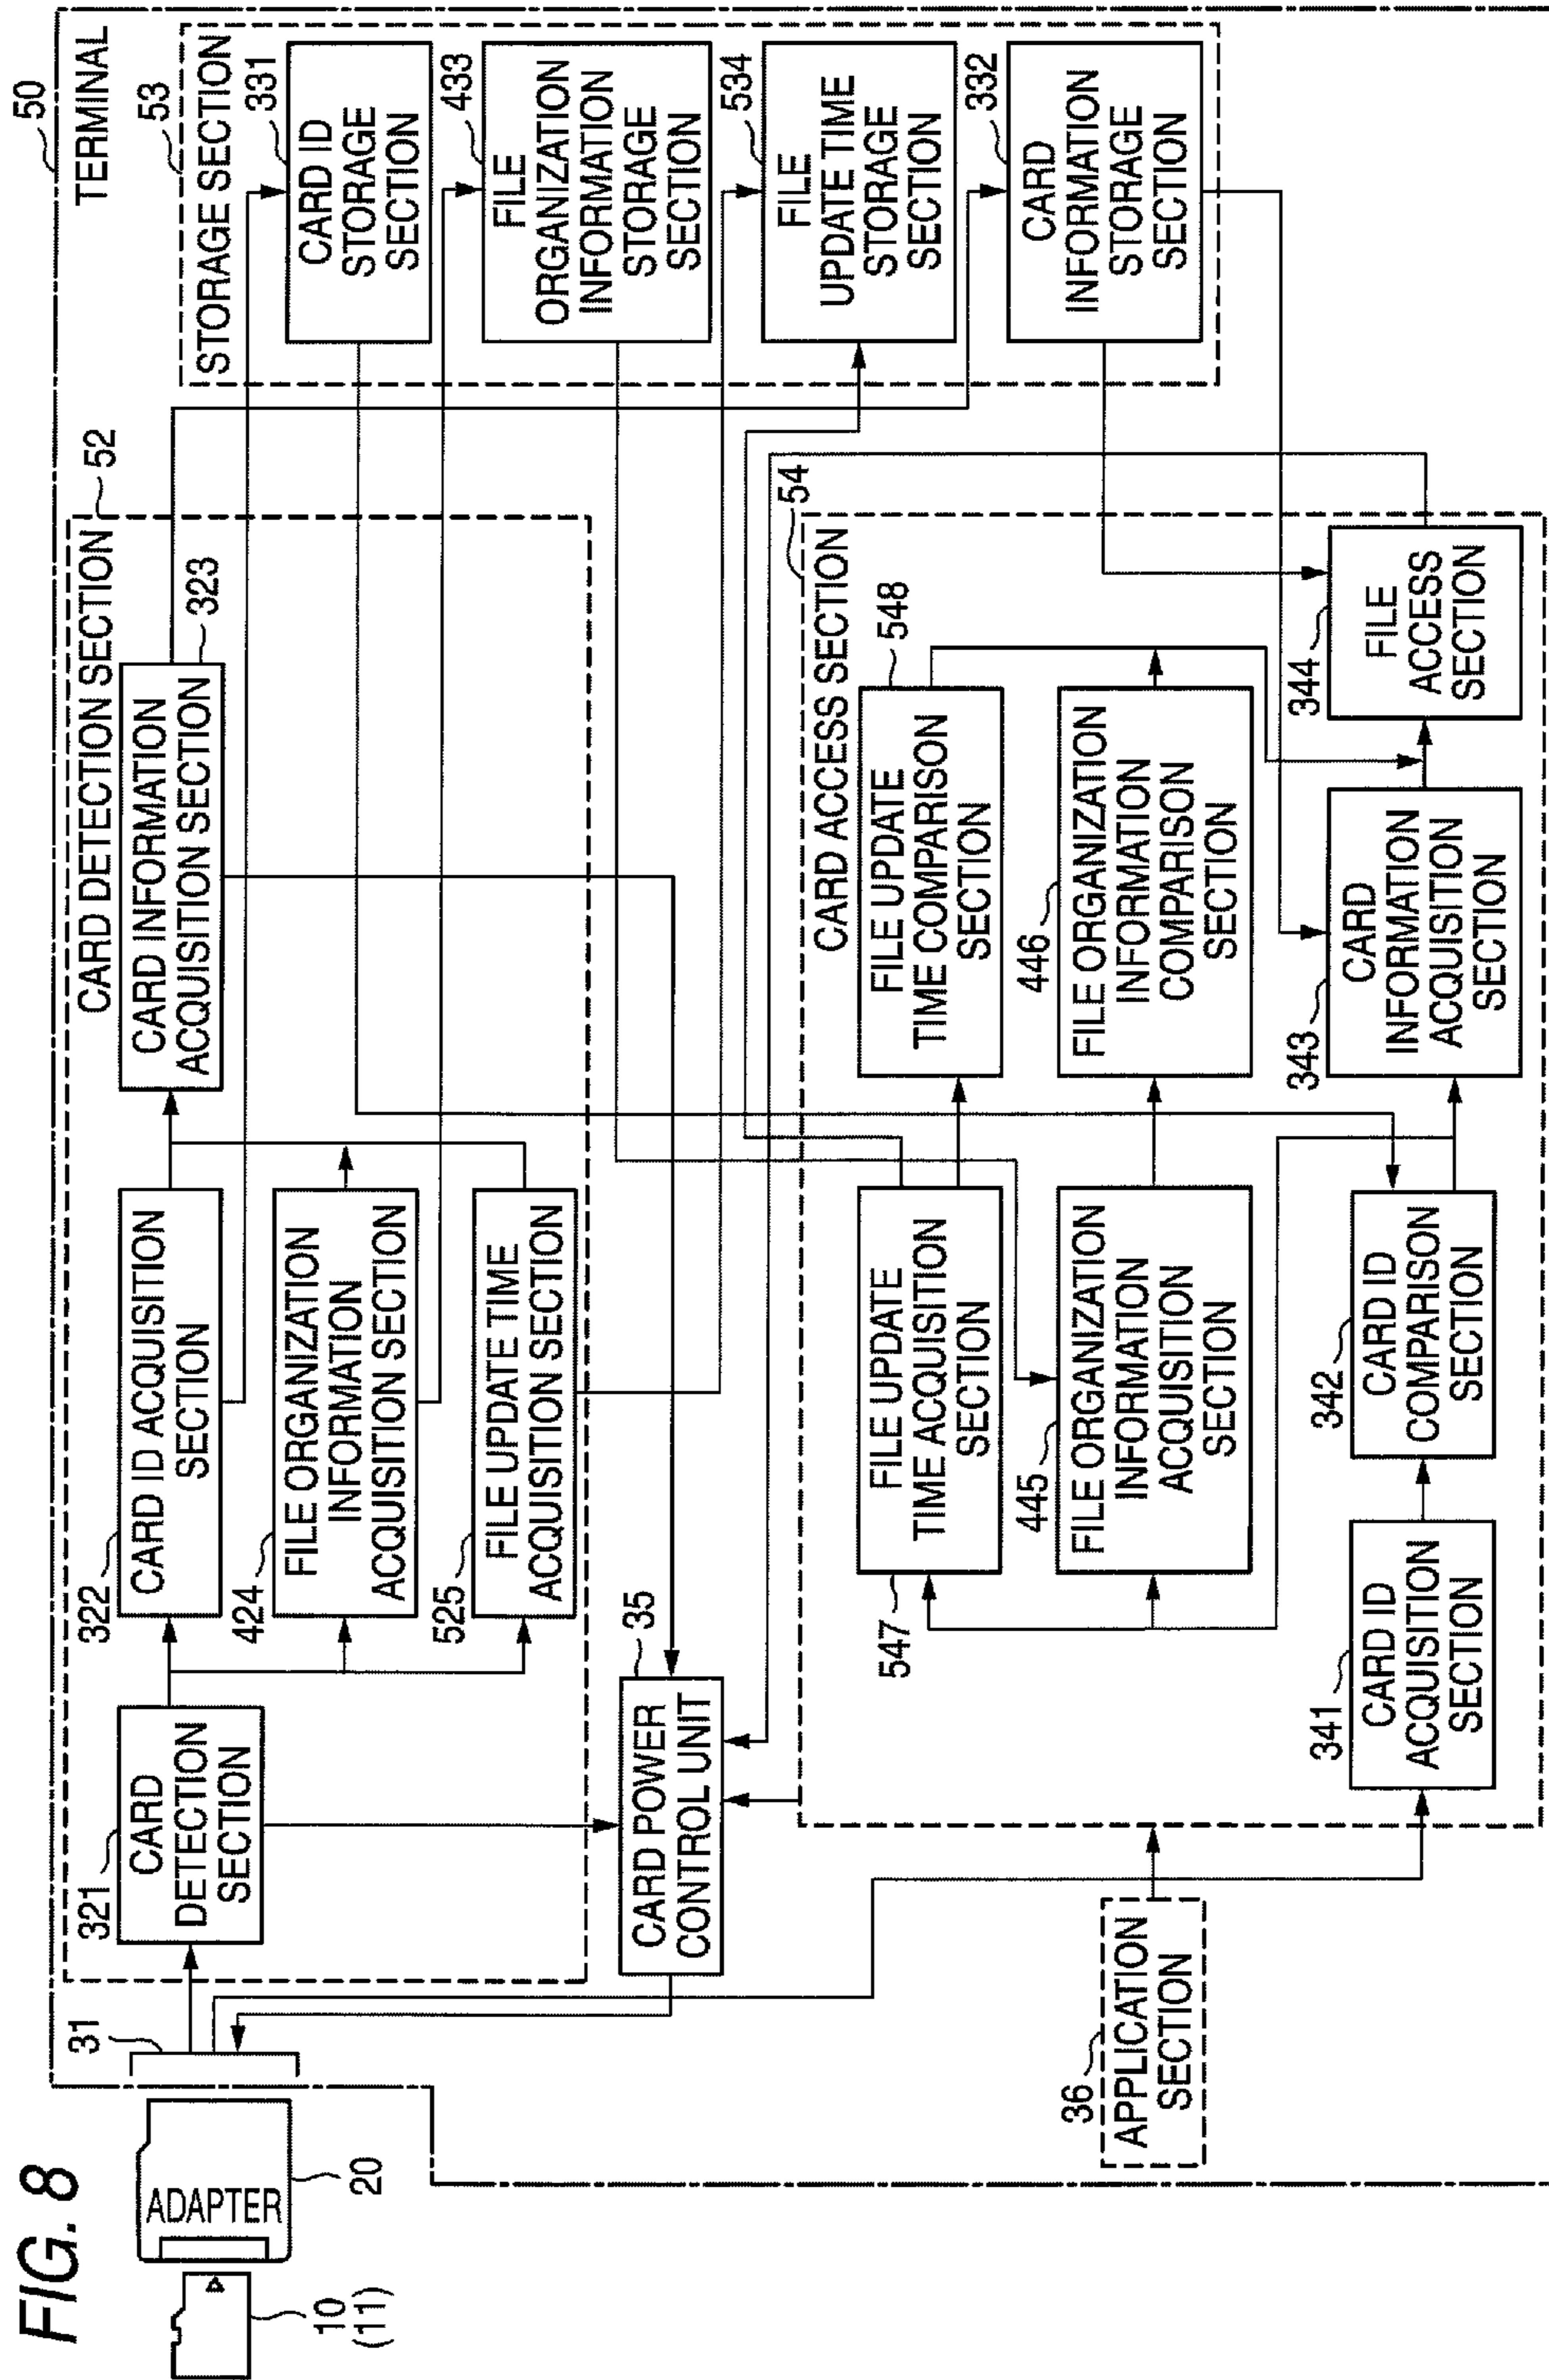 FIG. 8
10
(11)
ADAPTER
20
31
50
TERMINAL
CARD DETECTION SECTION
52
321
CARD
DETECTION
SECTION
322
CARD ID ACQUISITION
SECTION
424
FILE ORGANIZATION
INFORMATION
ACQUISITION SECTION
525
FILE UPDATE TIME
ACQUISITION SECTION
CARD INFORMATION
ACQUISITION SECTION
323
53
STORAGE SECTION
CARD ID
STORAGE
SECTION
331
FILE
ORGANIZATION
INFORMATION
STORAGE
SECTION
433
FILE
UPDATE TIME
STORAGE
SECTION
534
CARD
INFORMATION
STORAGE
SECTION
332
35
CARD POWER
CONTROL UNIT
CARD ACCESS SECTION
54
547
FILE UPDATE
TIME ACQUISITION
SECTION
FILE UPDATE
TIME COMPARISON
SECTION
548
445
FILE ORGANIZATION
INFORMATION
ACQUISITION
SECTION
446
FILE ORGANIZATION
INFORMATION
COMPARISON
SECTION
341
CARD ID
ACQUISITION
SECTION
342
CARD ID
COMPARISON
SECTION
343
CARD
INFORMATION
ACQUISITION
SECTION
344
FILE
ACCESS
SECTION
36
APPLICATION
SECTION